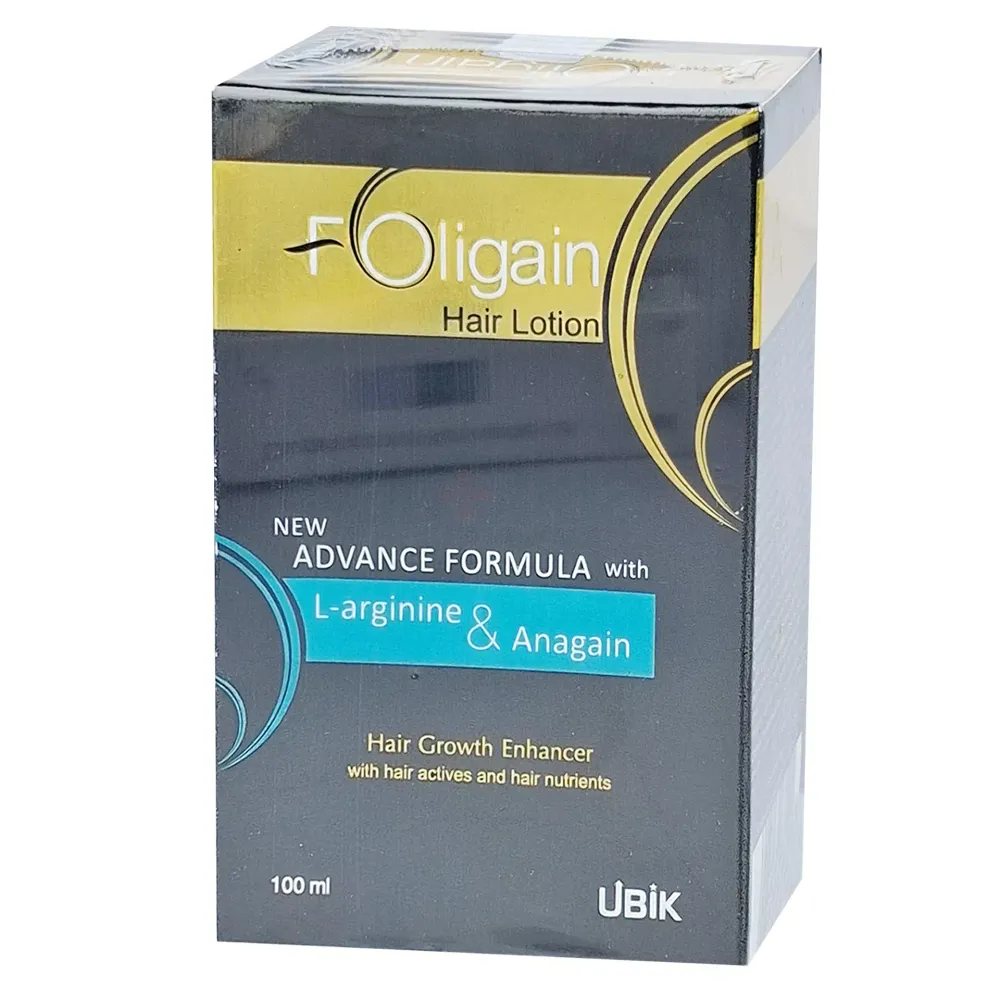 FOligain
Hair Lotion
NEW
ADVANCE FORMULA with
L-arginine
& Anagain
Hair Growth Enhancer
with hair actives and hair nutrients
100 ml
UBIK